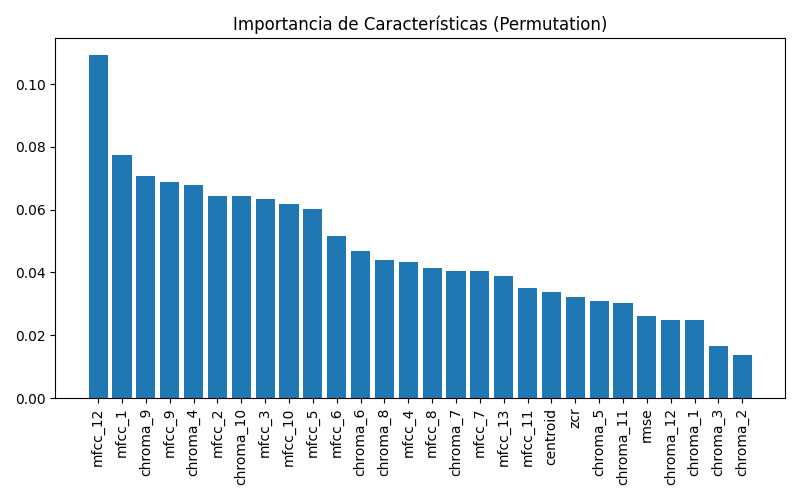 Importancia de Características (Permutation)
0.10
0.08
0.06
0.04
0.02
0.00
mfcc_12
mfcc_1
chroma_9
mfcc_9
chroma_4
mfcc_2
chroma_10
mfcc_3
mfcc_10
mfcc_5
mfcc_6
chroma_6
chroma_8
mfcc_4
mfcc_8
chroma_7
mfcc_7
mfcc_13
mfcc_11
centroid
zcr
chroma_5
chroma_11
rmse
chroma_12
chroma_1
chroma_3
chroma_2